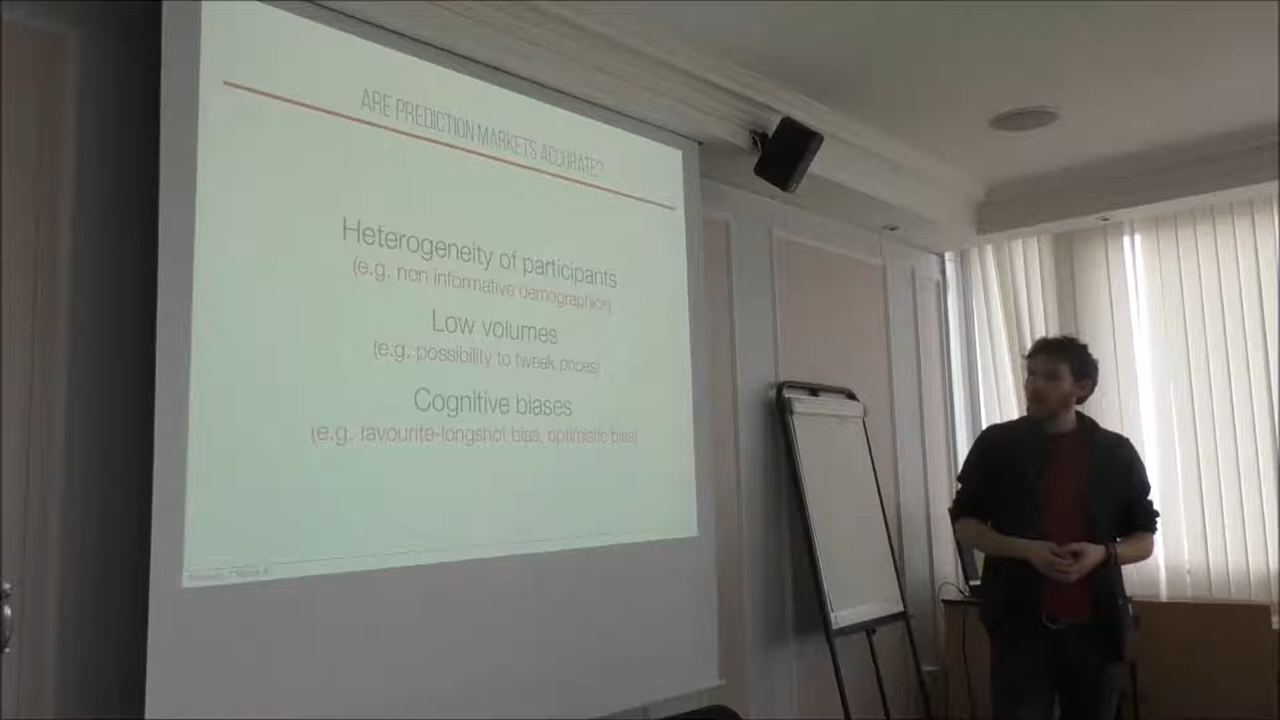 ARE PREDICTION MARKETS ACCURATE?
Heterogeneity of participants
(e.g. non informative demographics)
Low volumes
(e.g. possibility to tweak prices)
Cognitive biases
(e.g. favourite-longshot bias, optimistic bias)